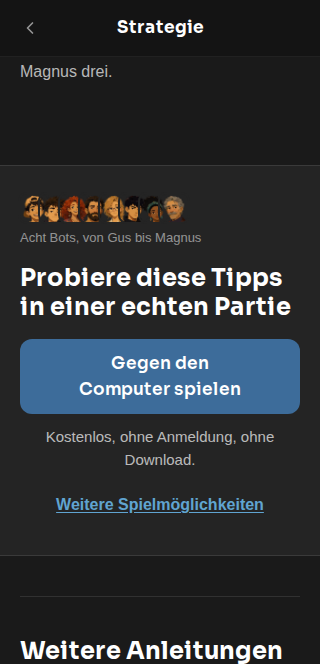 Strategie
Magnus drei.
Acht Bots, von Gus bis Magnus
Probiere diese Tipps
in einer echten Partie
Gegen den
Computer spielen
Kostenlos, ohne Anmeldung, ohne
Download.
Weitere Spielmöglichkeiten
Weitere Anleitungen